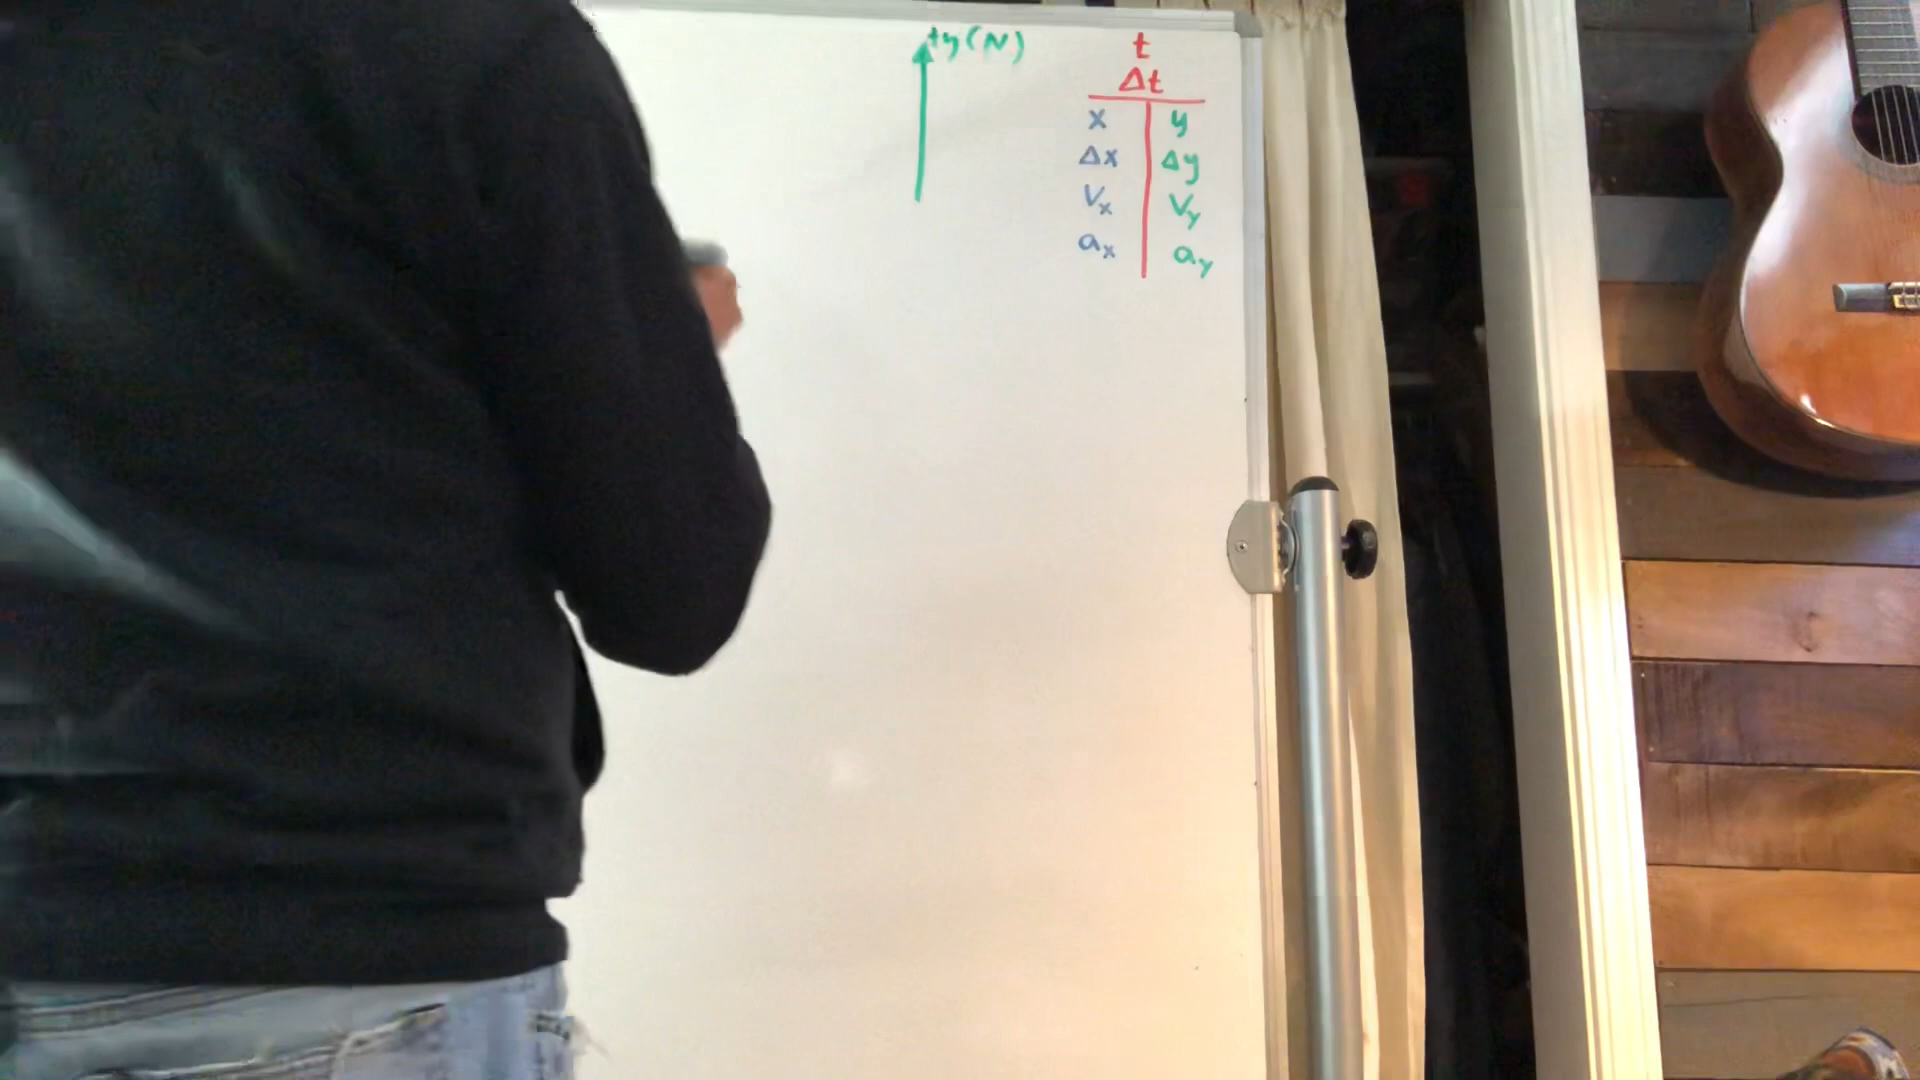 +y (N)
t
Δt
x y
Δx Δy
Vx Vy
ax ay